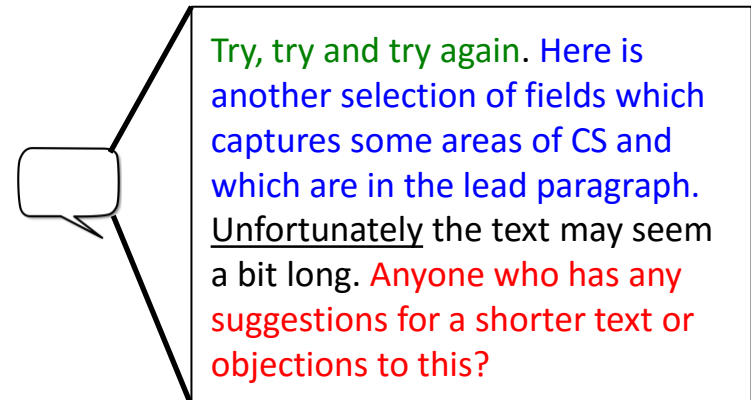 Try, try and try again. Here is
another selection of fields which
captures some areas of CS and
which are in the lead paragraph.
Unfortunately the text may seem
a bit long. Anyone who has any
suggestions for a shorter text or
objections to this?